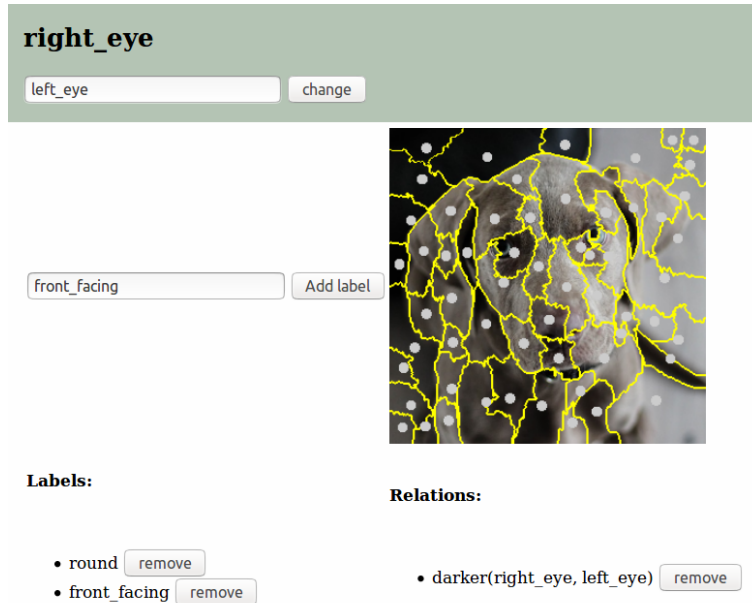 right_eye
left_eye change
front_facing Add label
Labels:
Relations:
• round remove
• front_facing remove
• darker(right_eye, left_eye) remove